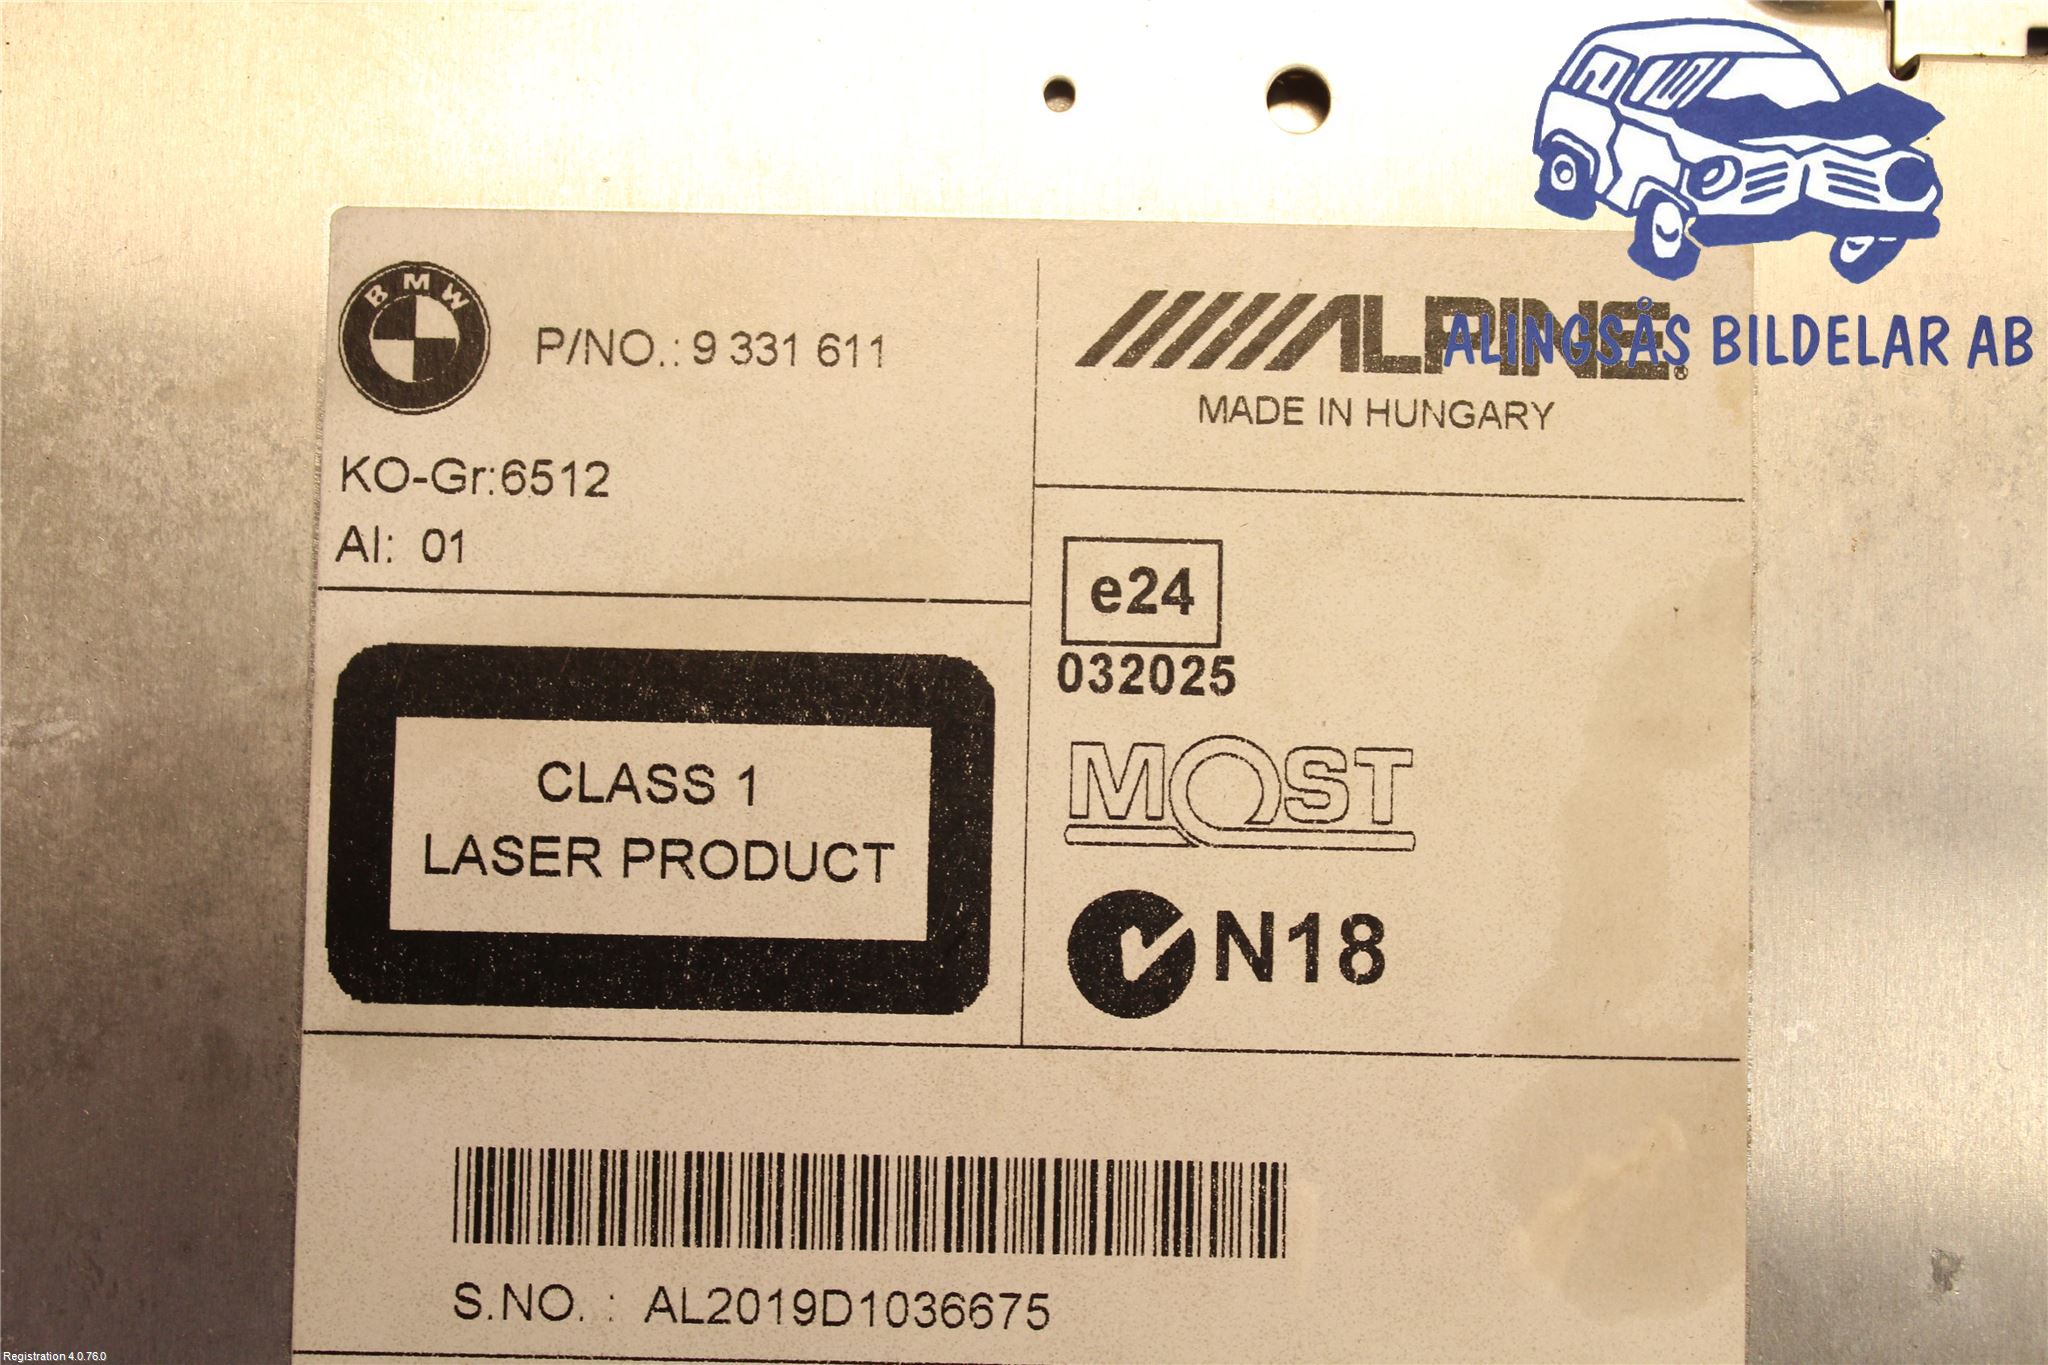 BMW
P/NO.: 9 331 611
KO-Gr:6512
AI: 01
ALPINE®
ALINGSÅS BILDELAR AB
MADE IN HUNGARY
e24
032025
MOST
N18
CLASS 1
LASER PRODUCT
S.NO. : AL2019D1036675
Registration 4.0.76.0